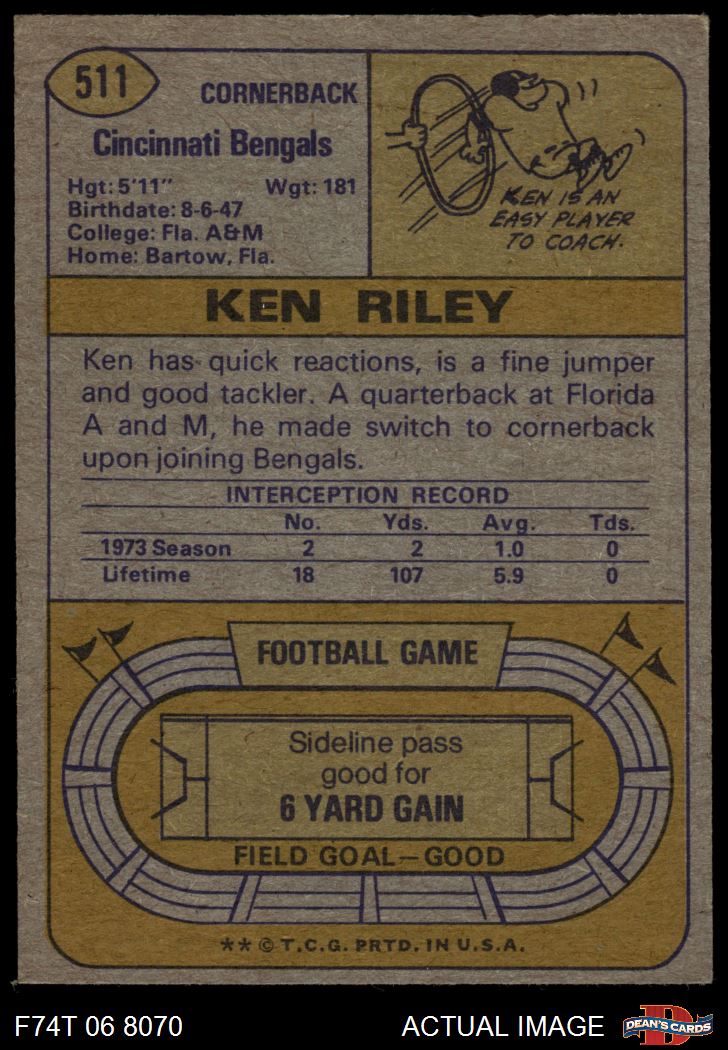 511
CORNERBACK
Cincinnati Bengals
Hgt: 5'11" Wgt: 181
Birthdate: 8-6-47
College: Fla. A&M
Home: Bartow, Fla.
KEN IS AN
EASY PLAYER
TO COACH.
KEN RILEY
Ken has quick reactions, is a fine jumper
and good tackler. A quarterback at Florida
A and M, he made switch to cornerback
upon joining Bengals.
INTERCEPTION RECORD
No. Yds. Avg. Tds.
1973 Season 2 2 1.0 0
Lifetime 18 107 5.9 0
FOOTBALL GAME
Sideline pass
good for
6 YARD GAIN
FIELD GOAL—GOOD
** © T.C.G. PRTD. IN U.S.A.
F74T 06 8070 ACTUAL IMAGE
D
DEAN'S CARDS